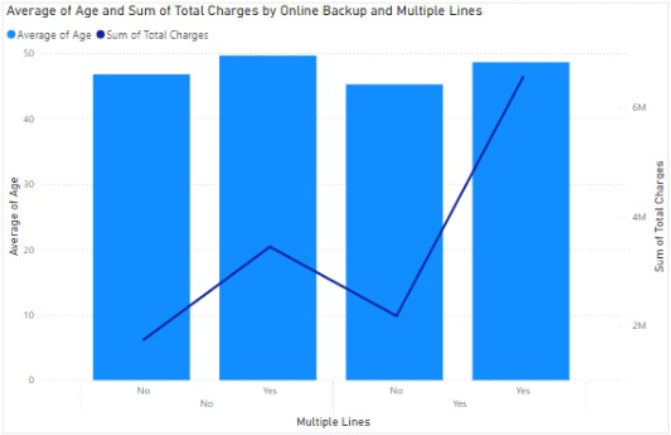 Average of Age and Sum of Total Charges by Online Backup and Multiple Lines
Average of Age Sum of Total Charges
50
40
30
20
10
0
Average of Age
6M
4M
2M
Sum of Total Charges
No Yes No Yes
No Yes
Multiple Lines